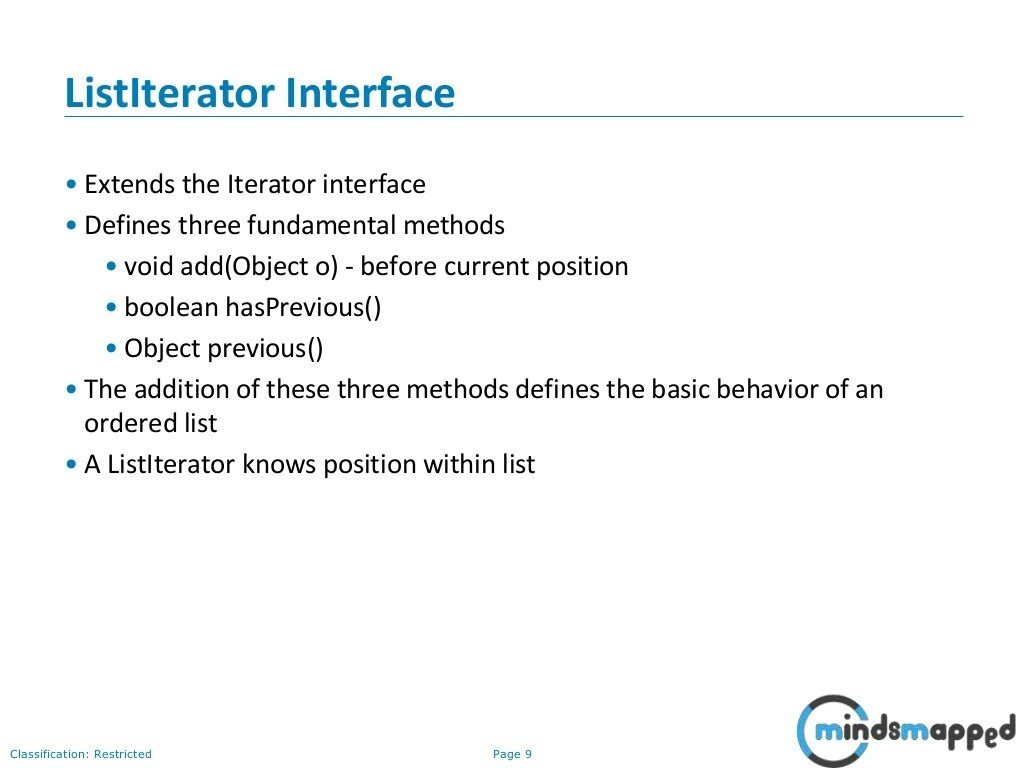 ListIterator Interface
• Extends the Iterator interface
• Defines three fundamental methods
• void add(Object o) - before current position
• boolean hasPrevious()
• Object previous()
• The addition of these three methods defines the basic behavior of an
ordered list
• A ListIterator knows position within list
mindsmapped
Classification: Restricted
Page 9